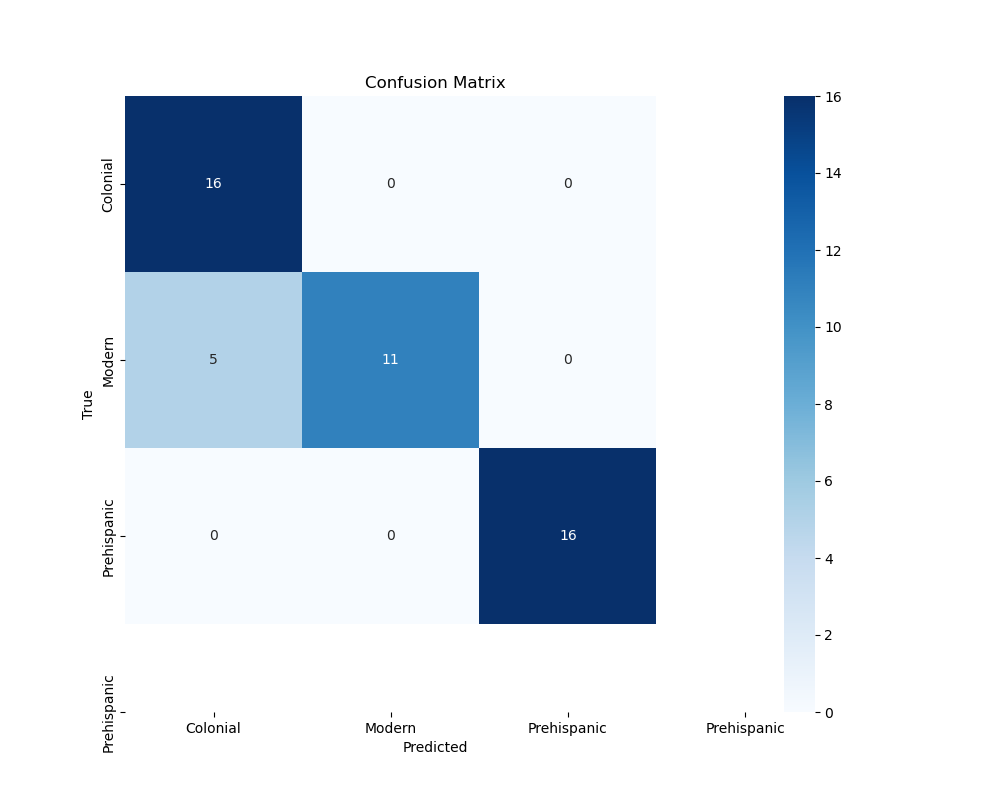 Confusion Matrix
Colonial
16 0 0
Modern
5 11 0
Prehispanic
0 0 16
Prehispanic
True
Colonial Modern Prehispanic Prehispanic
Predicted
16
14
12
10
8
6
4
2
0